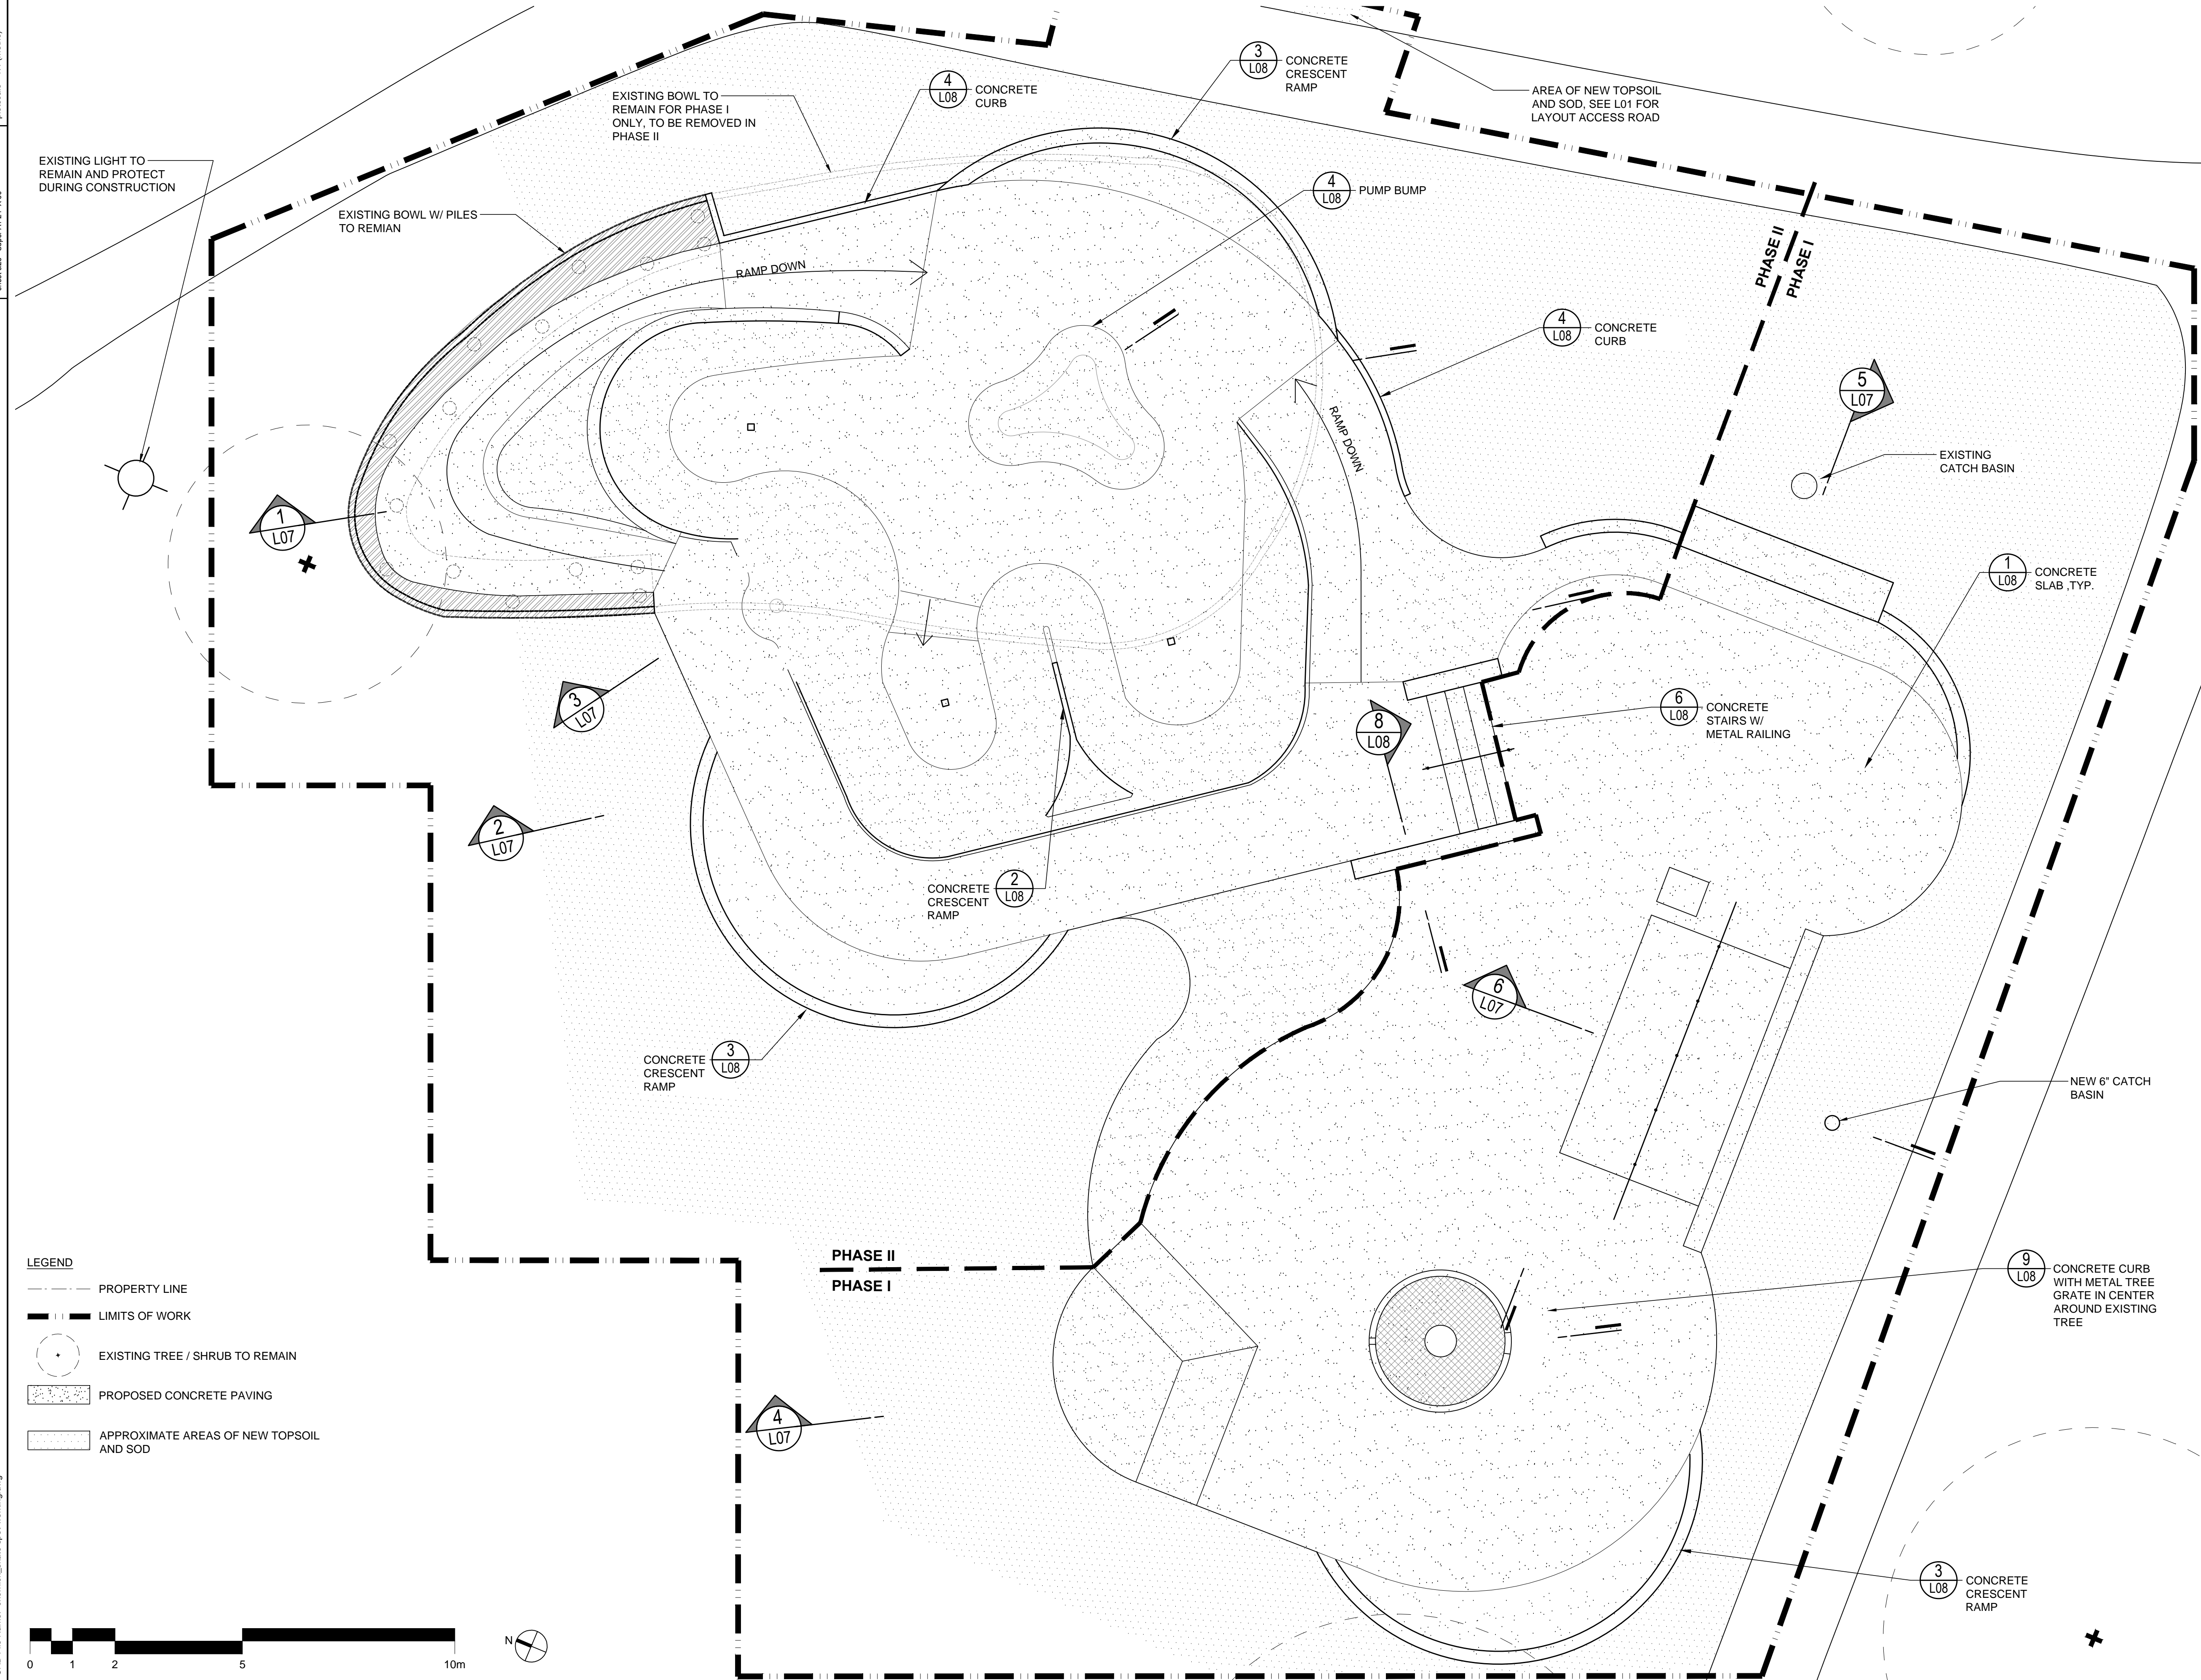 3
L08
CONCRETE
CRESCENT
RAMP
4
L08
CONCRETE
CURB
EXISTING BOWL TO
REMAIN FOR PHASE I
ONLY, TO BE REMOVED IN
PHASE II
AREA OF NEW TOPSOIL
AND SOD, SEE L01 FOR
LAYOUT ACCESS ROAD
EXISTING LIGHT TO
REMAIN AND PROTECT
DURING CONSTRUCTION
EXISTING BOWL W/ PILES
TO REMIAN
4
L08
PUMP BUMP
RAMP DOWN
PHASE II
PHASE I
4
L08
CONCRETE
CURB
5
L07
RAMP DOWN
EXISTING
CATCH BASIN
1
L07
1
L08
CONCRETE
SLAB ,TYP.
3
L07
6
L08
CONCRETE
STAIRS W/
METAL RAILING
8
L08
2
L07
CONCRETE
CRESCENT
RAMP
2
L08
6
L07
CONCRETE
CRESCENT
RAMP
3
L08
NEW 6" CATCH
BASIN
PHASE II
PHASE I
9
L08
CONCRETE CURB
WITH METAL TREE
GRATE IN CENTER
AROUND EXISTING
TREE
LEGEND
PROPERTY LINE
LIMITS OF WORK
EXISTING TREE / SHRUB TO REMAIN
PROPOSED CONCRETE PAVING
APPROXIMATE AREAS OF NEW TOPSOIL
AND SOD
4
L07
3
L08
CONCRETE
CRESCENT
RAMP
N
0 1 2 5 10m